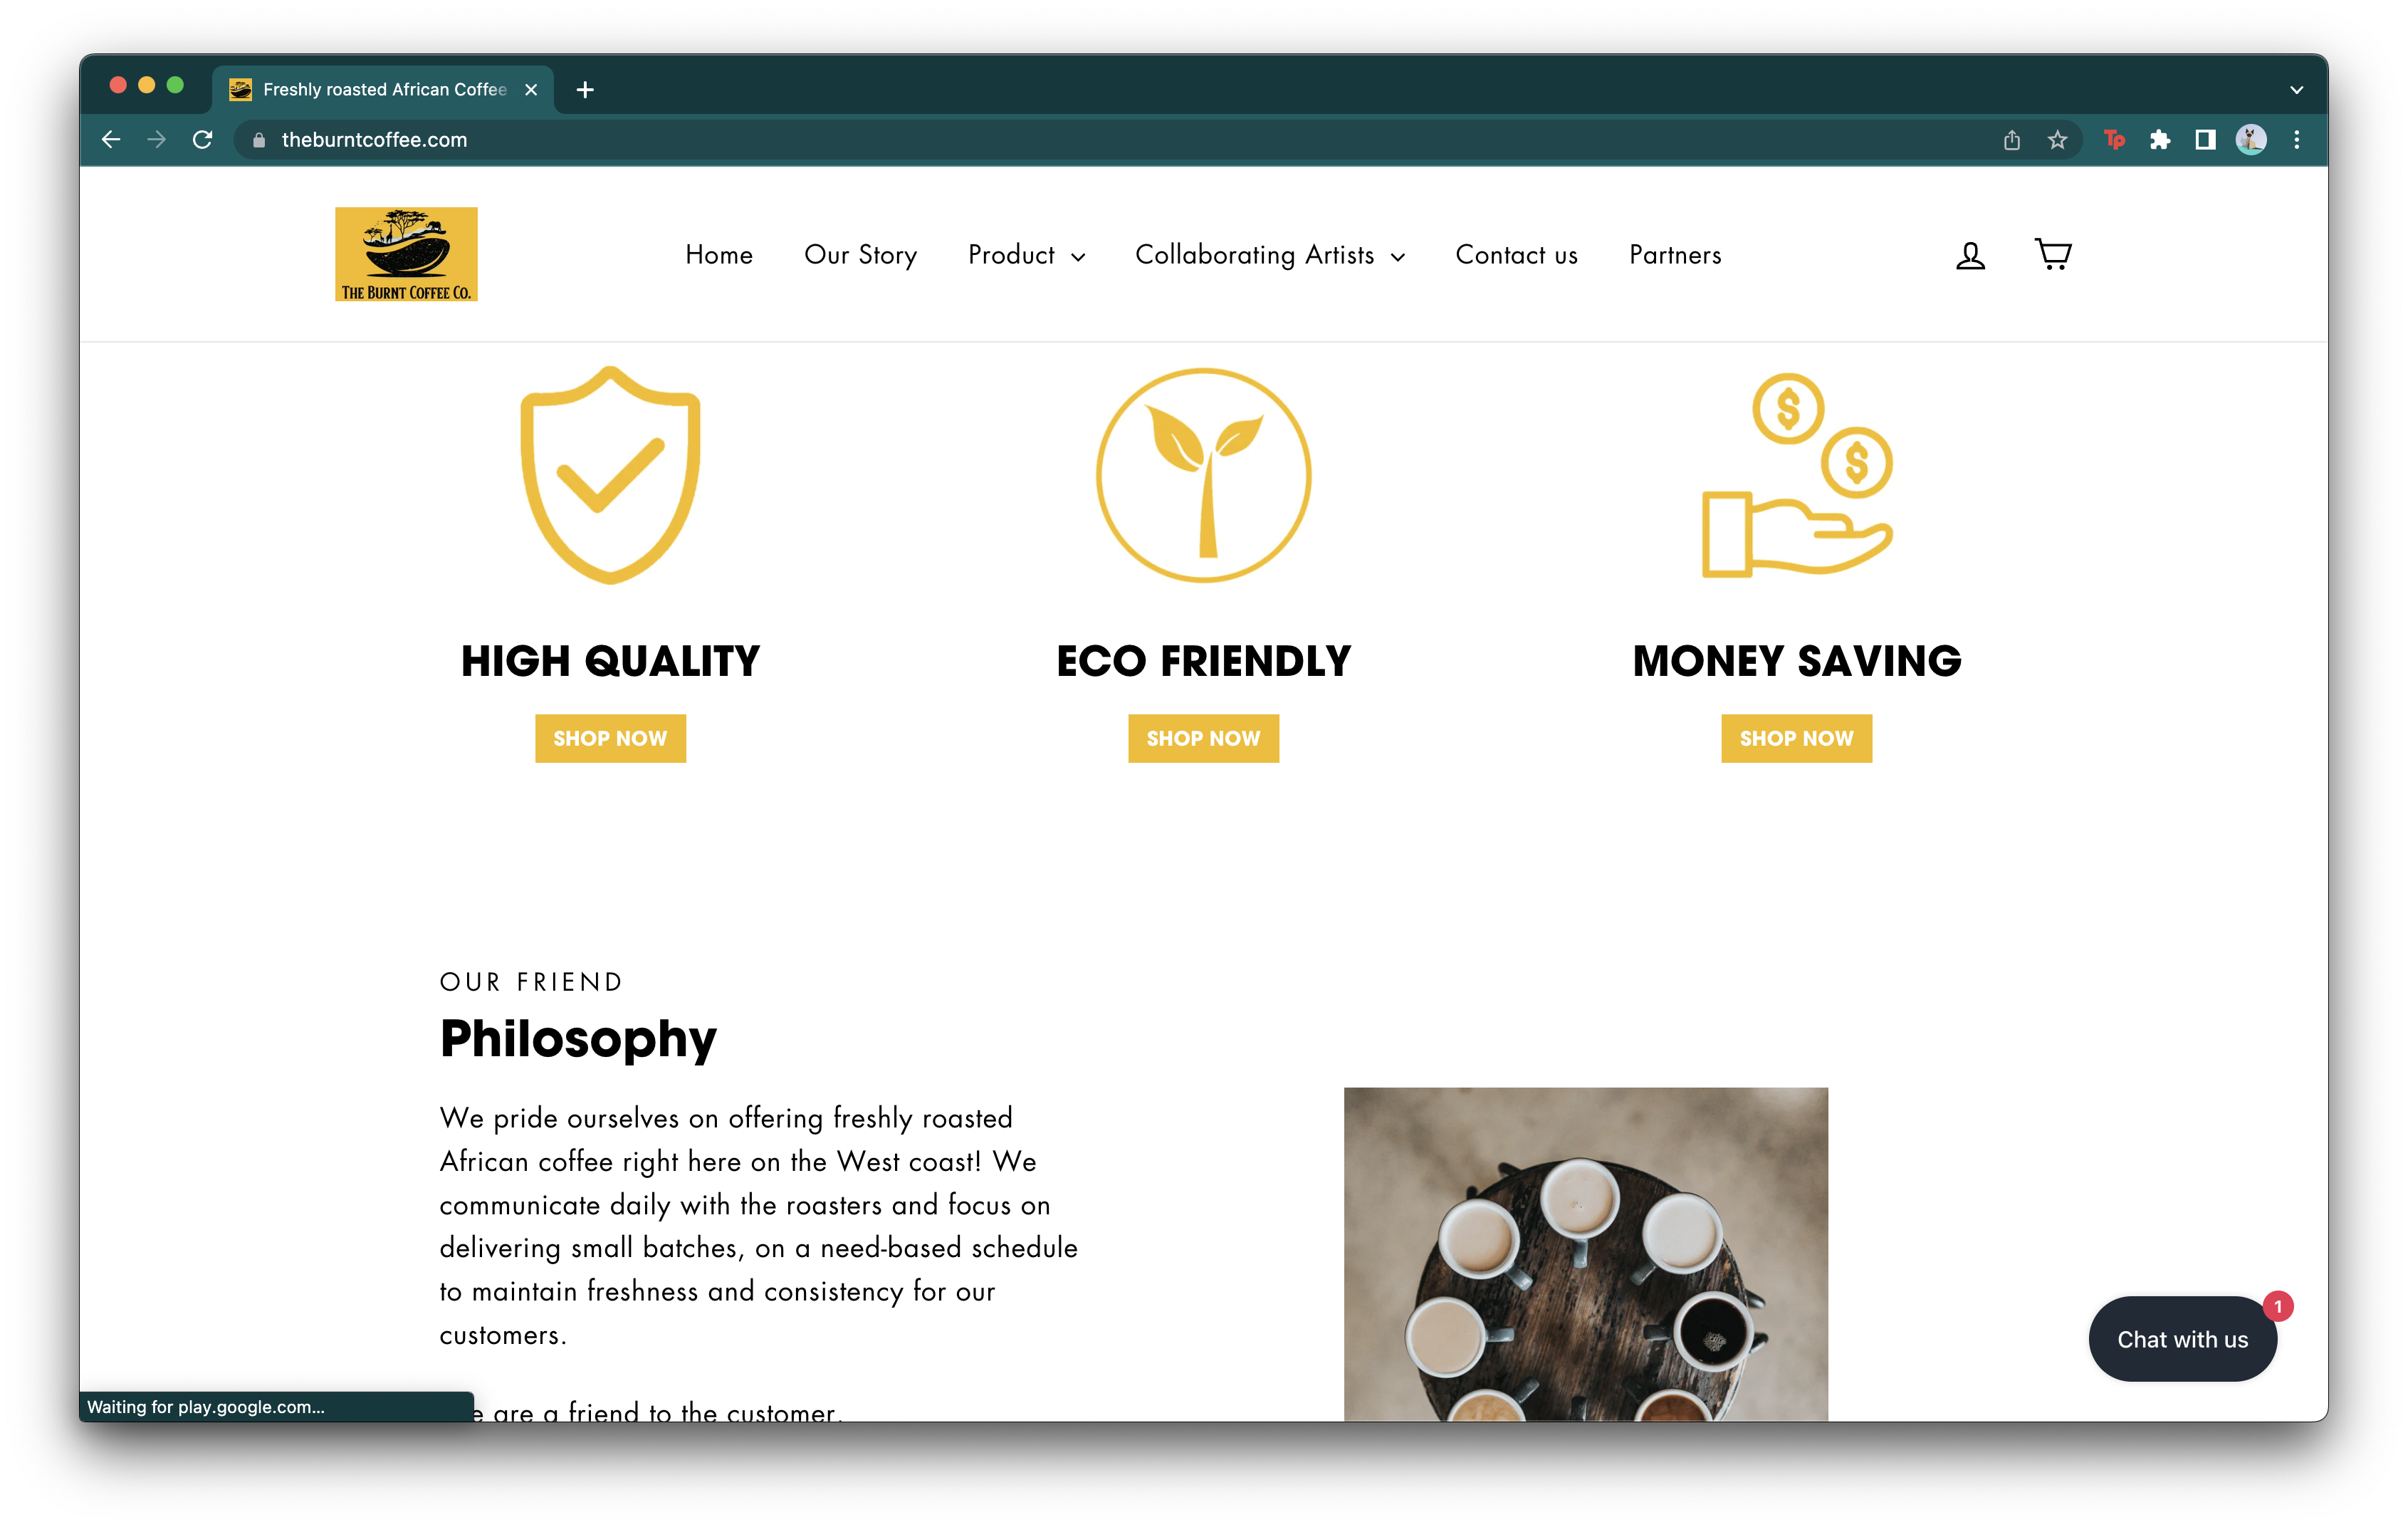 Freshly roasted African Coffee
theburntcoffee.com
Tp
THE BURNT COFFEE CO.
Home Our Story Product Collaborating Artists Contact us Partners
$
$
HIGH QUALITY ECO FRIENDLY MONEY SAVING
SHOP NOW SHOP NOW SHOP NOW
OUR FRIEND
Philosophy
We pride ourselves on offering freshly roasted
African coffee right here on the West coast! We
communicate daily with the roasters and focus on
delivering small batches, on a need-based schedule
to maintain freshness and consistency for our
customers.
1
Chat with us
Waiting for play.google.com...
e are a friend to the customer.